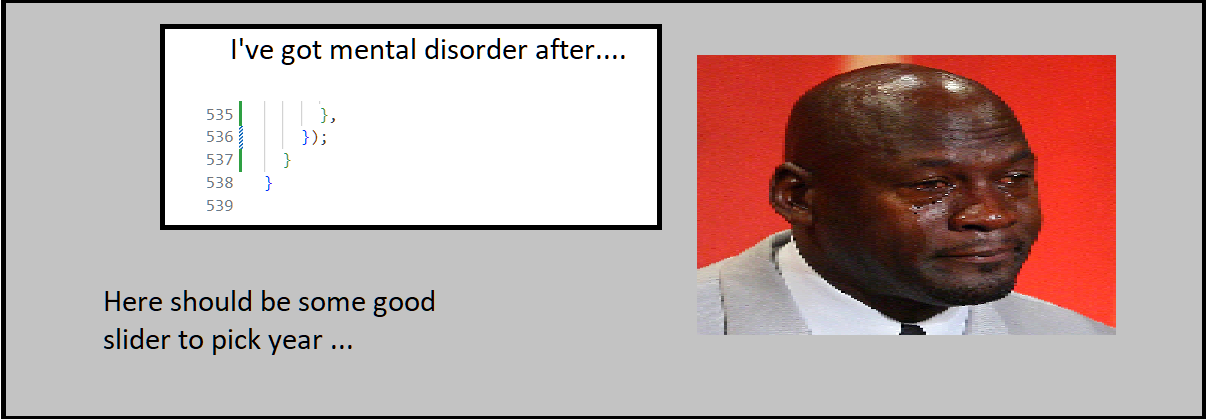 I've got mental disorder after....
535 },
536 });
537 }
538 }
539
Here should be some good
slider to pick year ...